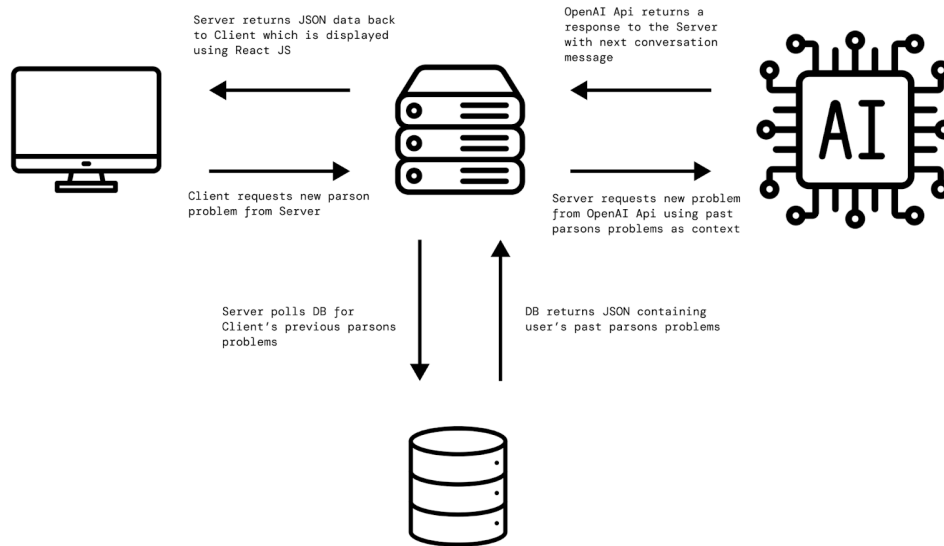 Server returns JSON data back
to Client which is displayed
using React JS
OpenAI Api returns a
response to the Server
with next conversation
message
AI
Client requests new parson
problem from Server
Server requests new problem
from OpenAI Api using past
parsons problems as context
Server polls DB for
Client's previous parsons
problems
DB returns JSON containing
user's past parsons problems